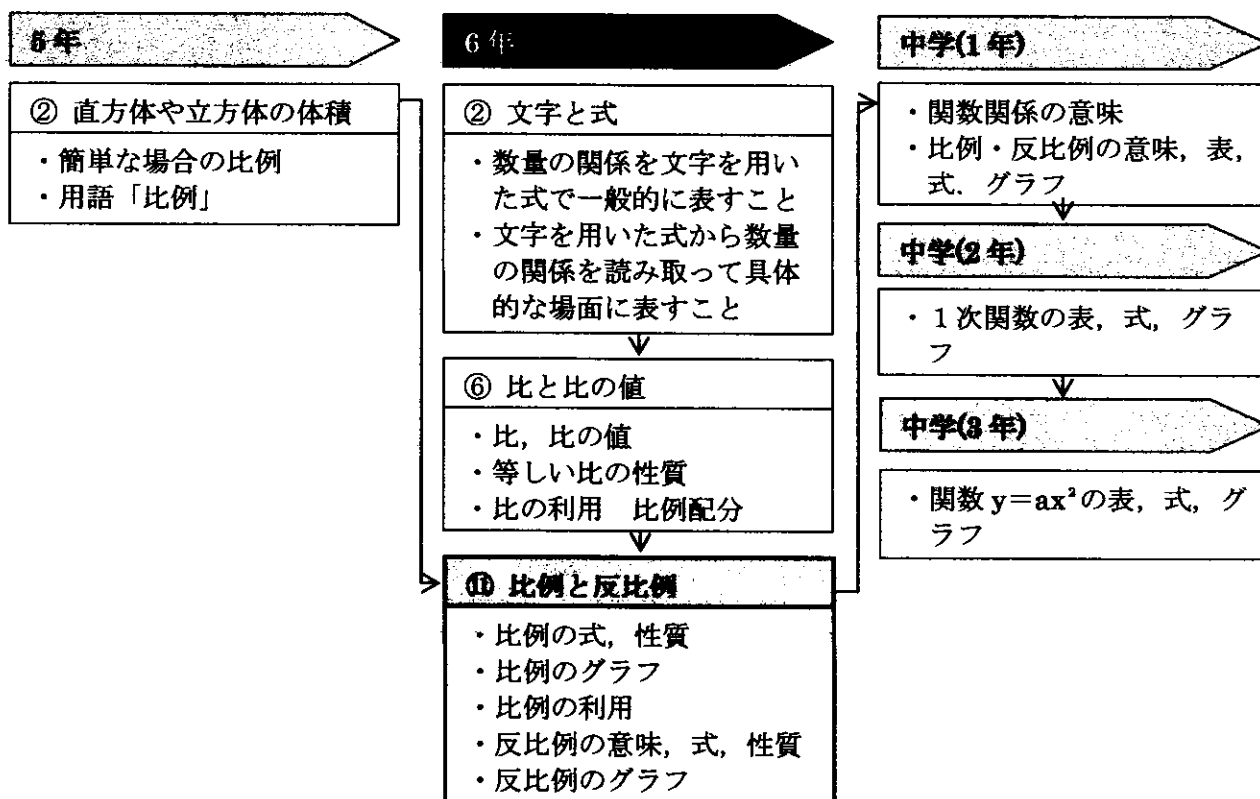 5年
② 直方体や立方体の体積
・簡単な場合の比例
・用語「比例」
6年
② 文字と式
・数量の関係を文字を用い
た式で一般的に表すこと
・文字を用いた式から数量
の関係を読み取って具体
的な場面に表すこと
⑥ 比と比の値
・比，比の値
・等しい比の性質
・比の利用　比例配分
⑪ 比例と反比例
・比例の式，性質
・比例のグラフ
・比例の利用
・反比例の意味，式，性質
・反比例のグラフ
中学(1年)
・関数関係の意味
・比例・反比例の意味，表，
式．グラフ
中学(2年)
・１次関数の表，式，グラ
フ
中学(3年)
・関数 y＝ax²の表，式，グ
ラフ